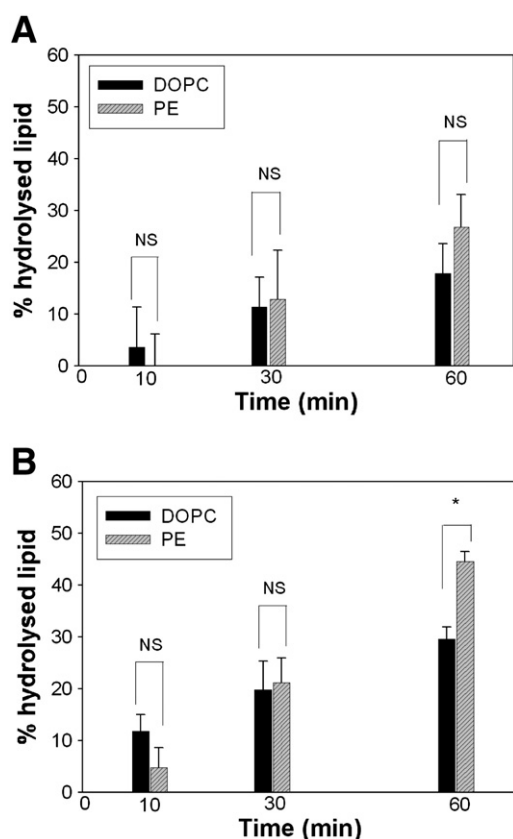 A
60
50
40
30
20
10
0
% hydrolysed lipid
DOPC
PE
NS
NS
NS
0 10 30 60
Time (min)
B
60
50
40
30
20
10
0
% hydrolysed lipid
DOPC
PE
NS
NS
*
0 10 30 60
Time (min)